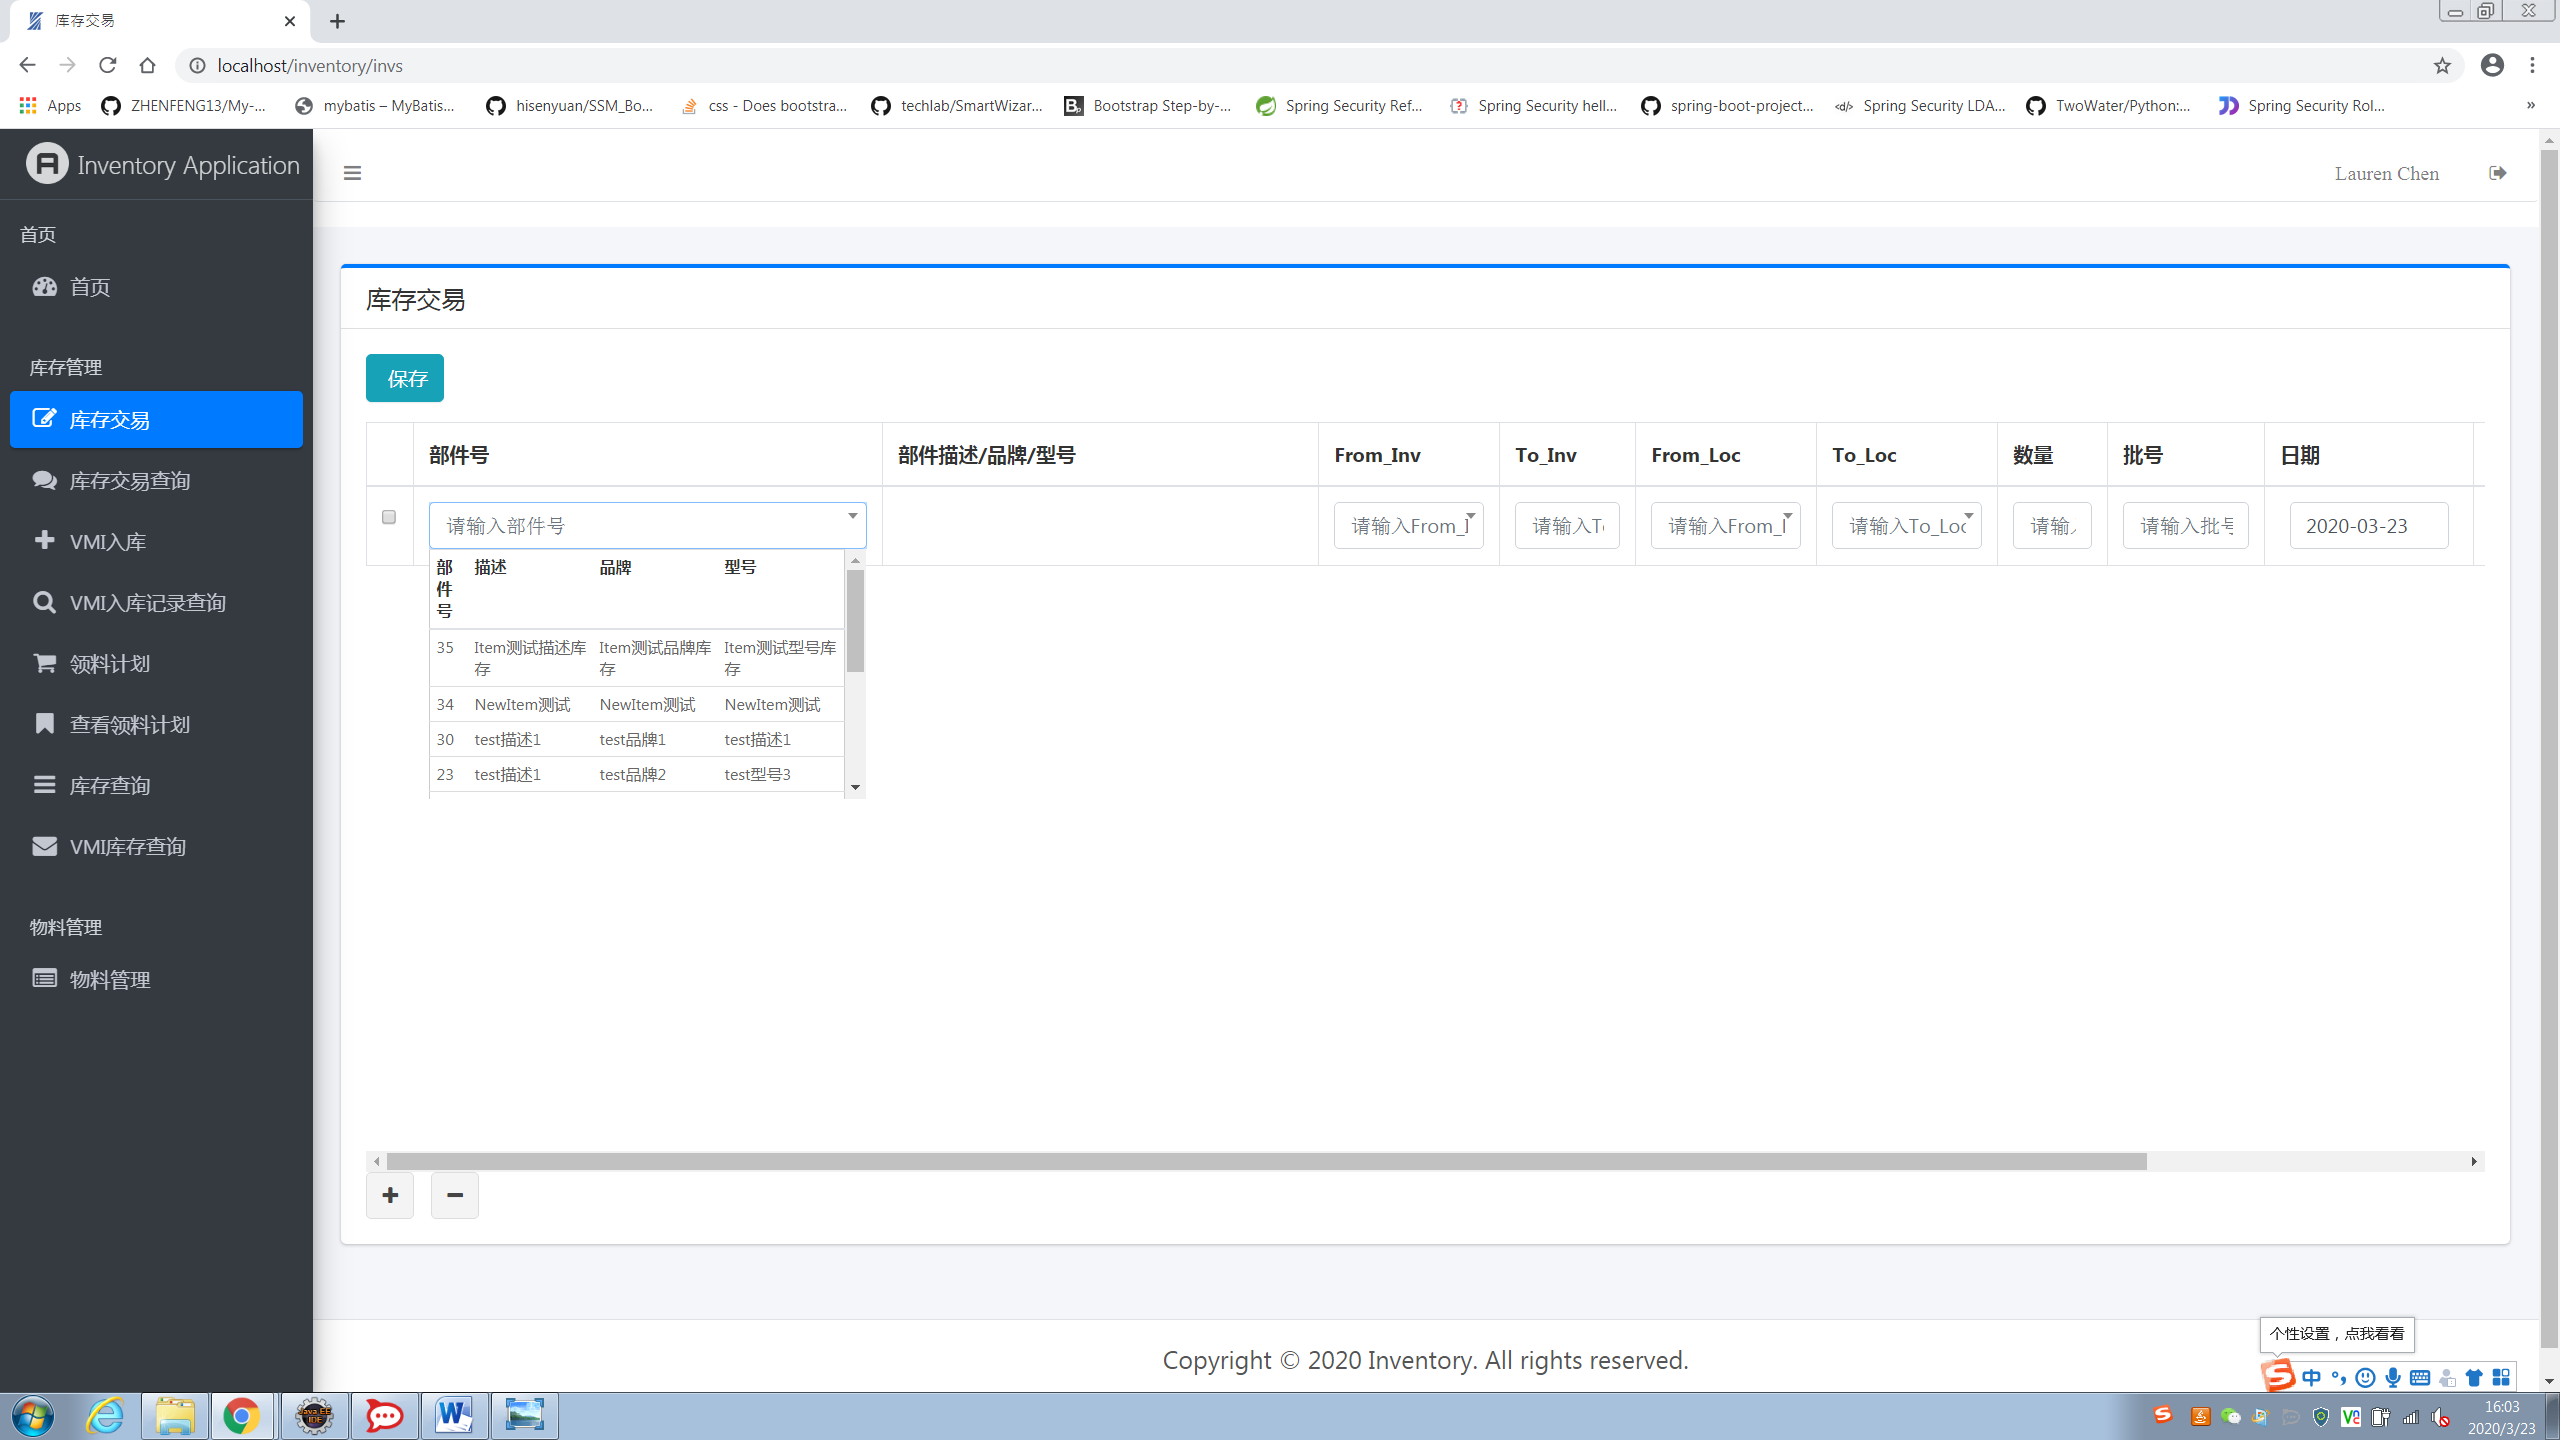 库存交易
localhost/inventory/invs
Apps
ZHENFENG13/My-...
mybatis – MyBatis...
hisenyuan/SSM_Bo...
css - Does bootstra...
techlab/SmartWizar...
Bootstrap Step-by-...
Spring Security Ref...
Spring Security hell...
spring-boot-project...
Spring Security LDA...
TwoWater/Python:...
Spring Security Rol...
Inventory Application
Lauren Chen
首页
首页
库存管理
库存交易
库存交易查询
VMI入库
VMI入库记录查询
领料计划
查看领料计划
库存查询
VMI库存查询
物料管理
物料管理
库存交易
保存
部件号 部件描述/品牌/型号 From_Inv To_Inv From_Loc To_Loc 数量 批号 日期
请输入部件号 请输入From_I 请输入T 请输入From_l 请输入To_Loc 请输入 请输入批号 2020-03-23
部件号 描述 品牌 型号
35 Item测试描述库存 Item测试品牌库存 Item测试型号库存
34 NewItem测试 NewItem测试 NewItem测试
30 test描述1 test品牌1 test描述1
23 test描述1 test品牌2 test型号3
Copyright © 2020 Inventory. All rights reserved.
个性设置，点我看看
中
16:03
2020/3/23